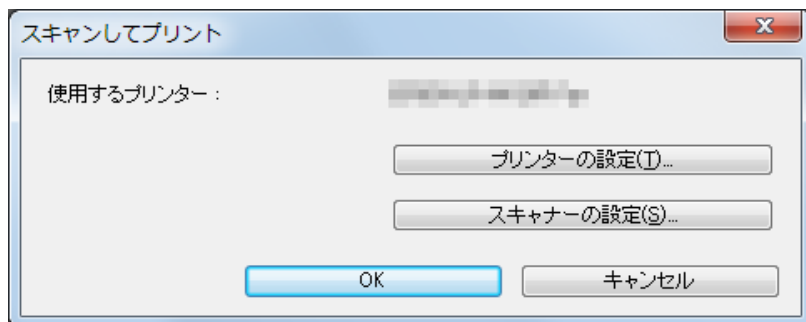 スキャンしてプリント
使用するプリンター：
プリンターの設定(T)...
スキャナーの設定(S)...
OK キャンセル